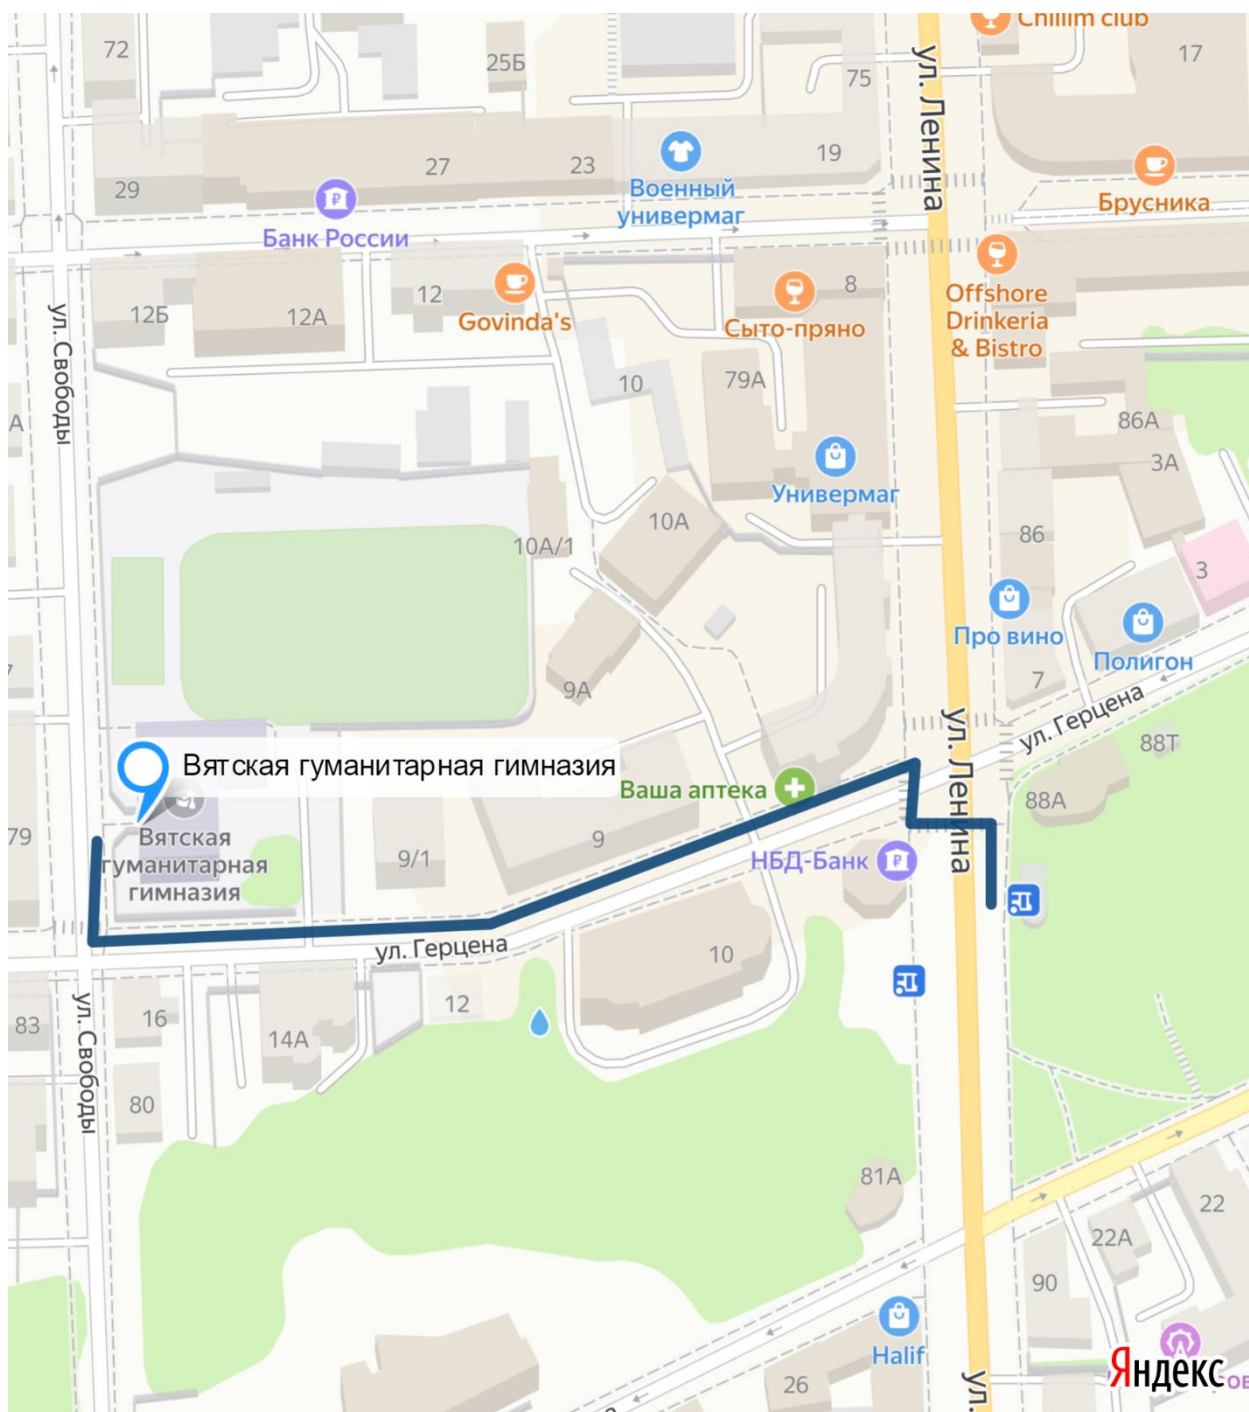 Chillim club
72
25Б
ул. Ленина
17
75
27
23
19
29
Военный
универмаг
Брусника
Банк России
12Б
12А
12
Govinda's
8
Сыто-пряно
Offshore
Drinkeria
& Bistro
ул. Свободы
10
79А
86А
А
3А
Универмаг
10А
10А/1
86
3
Про вино
Полигон
7
9А
7
ул. Герцена
ул. Ленина
88Т
Вятская гуманитарная гимназия
Ваша аптека
88А
79
Вятская
гуманитарная
гимназия
9/1
9
НБД-Банк
ул. Герцена
10
12
16
14А
83
ул. Свободы
80
81А
22
22А
90
Halif
26
ул.
Яндекс
ов